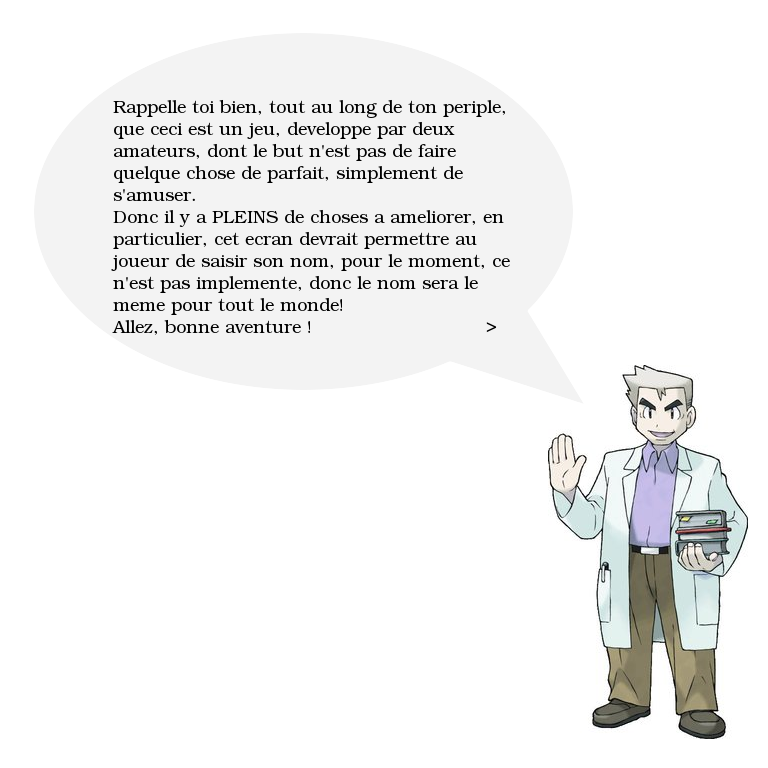 Rappelle toi bien, tout au long de ton periple,
que ceci est un jeu, developpe par deux
amateurs, dont le but n'est pas de faire
quelque chose de parfait, simplement de
s'amuser.
Donc il y a PLEINS de choses a ameliorer, en
particulier, cet ecran devrait permettre au
joueur de saisir son nom, pour le moment, ce
n'est pas implemente, donc le nom sera le
meme pour tout le monde!
Allez, bonne aventure ! >